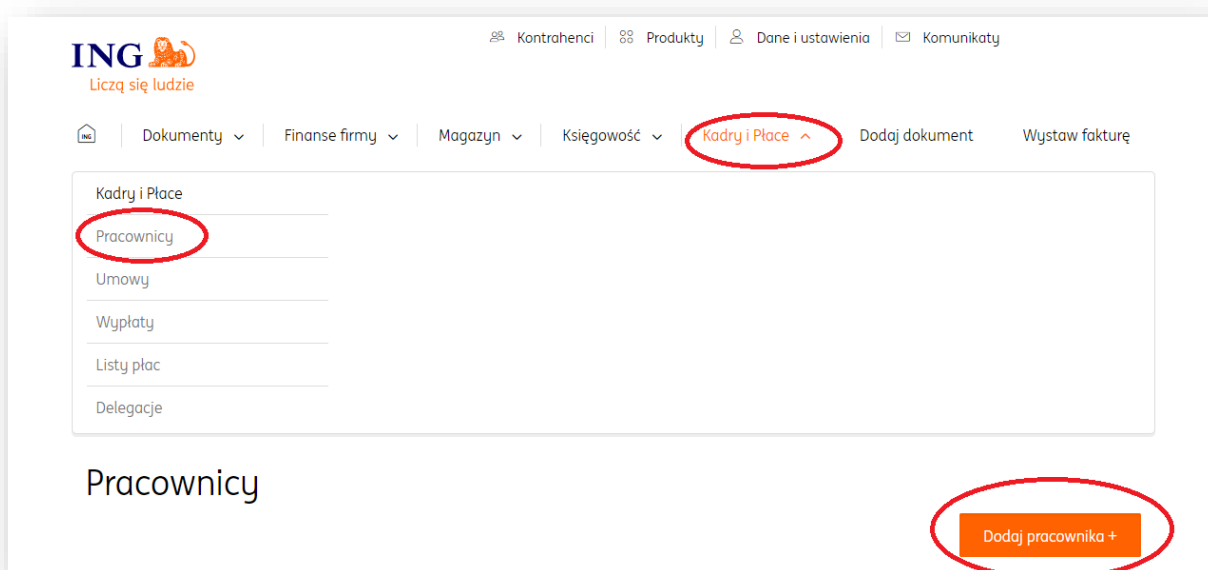 Kontrahenci Produkty Dane i ustawienia Komunikaty
ING
Liczą się ludzie
ING Dokumenty Finanse firmy Magazyn Księgowość Kadry i Płace Dodaj dokument Wystaw fakturę
Kadry i Płace
Pracownicy
Umowy
Wypłaty
Listy płac
Delegacje
Pracownicy
Dodaj pracownika +